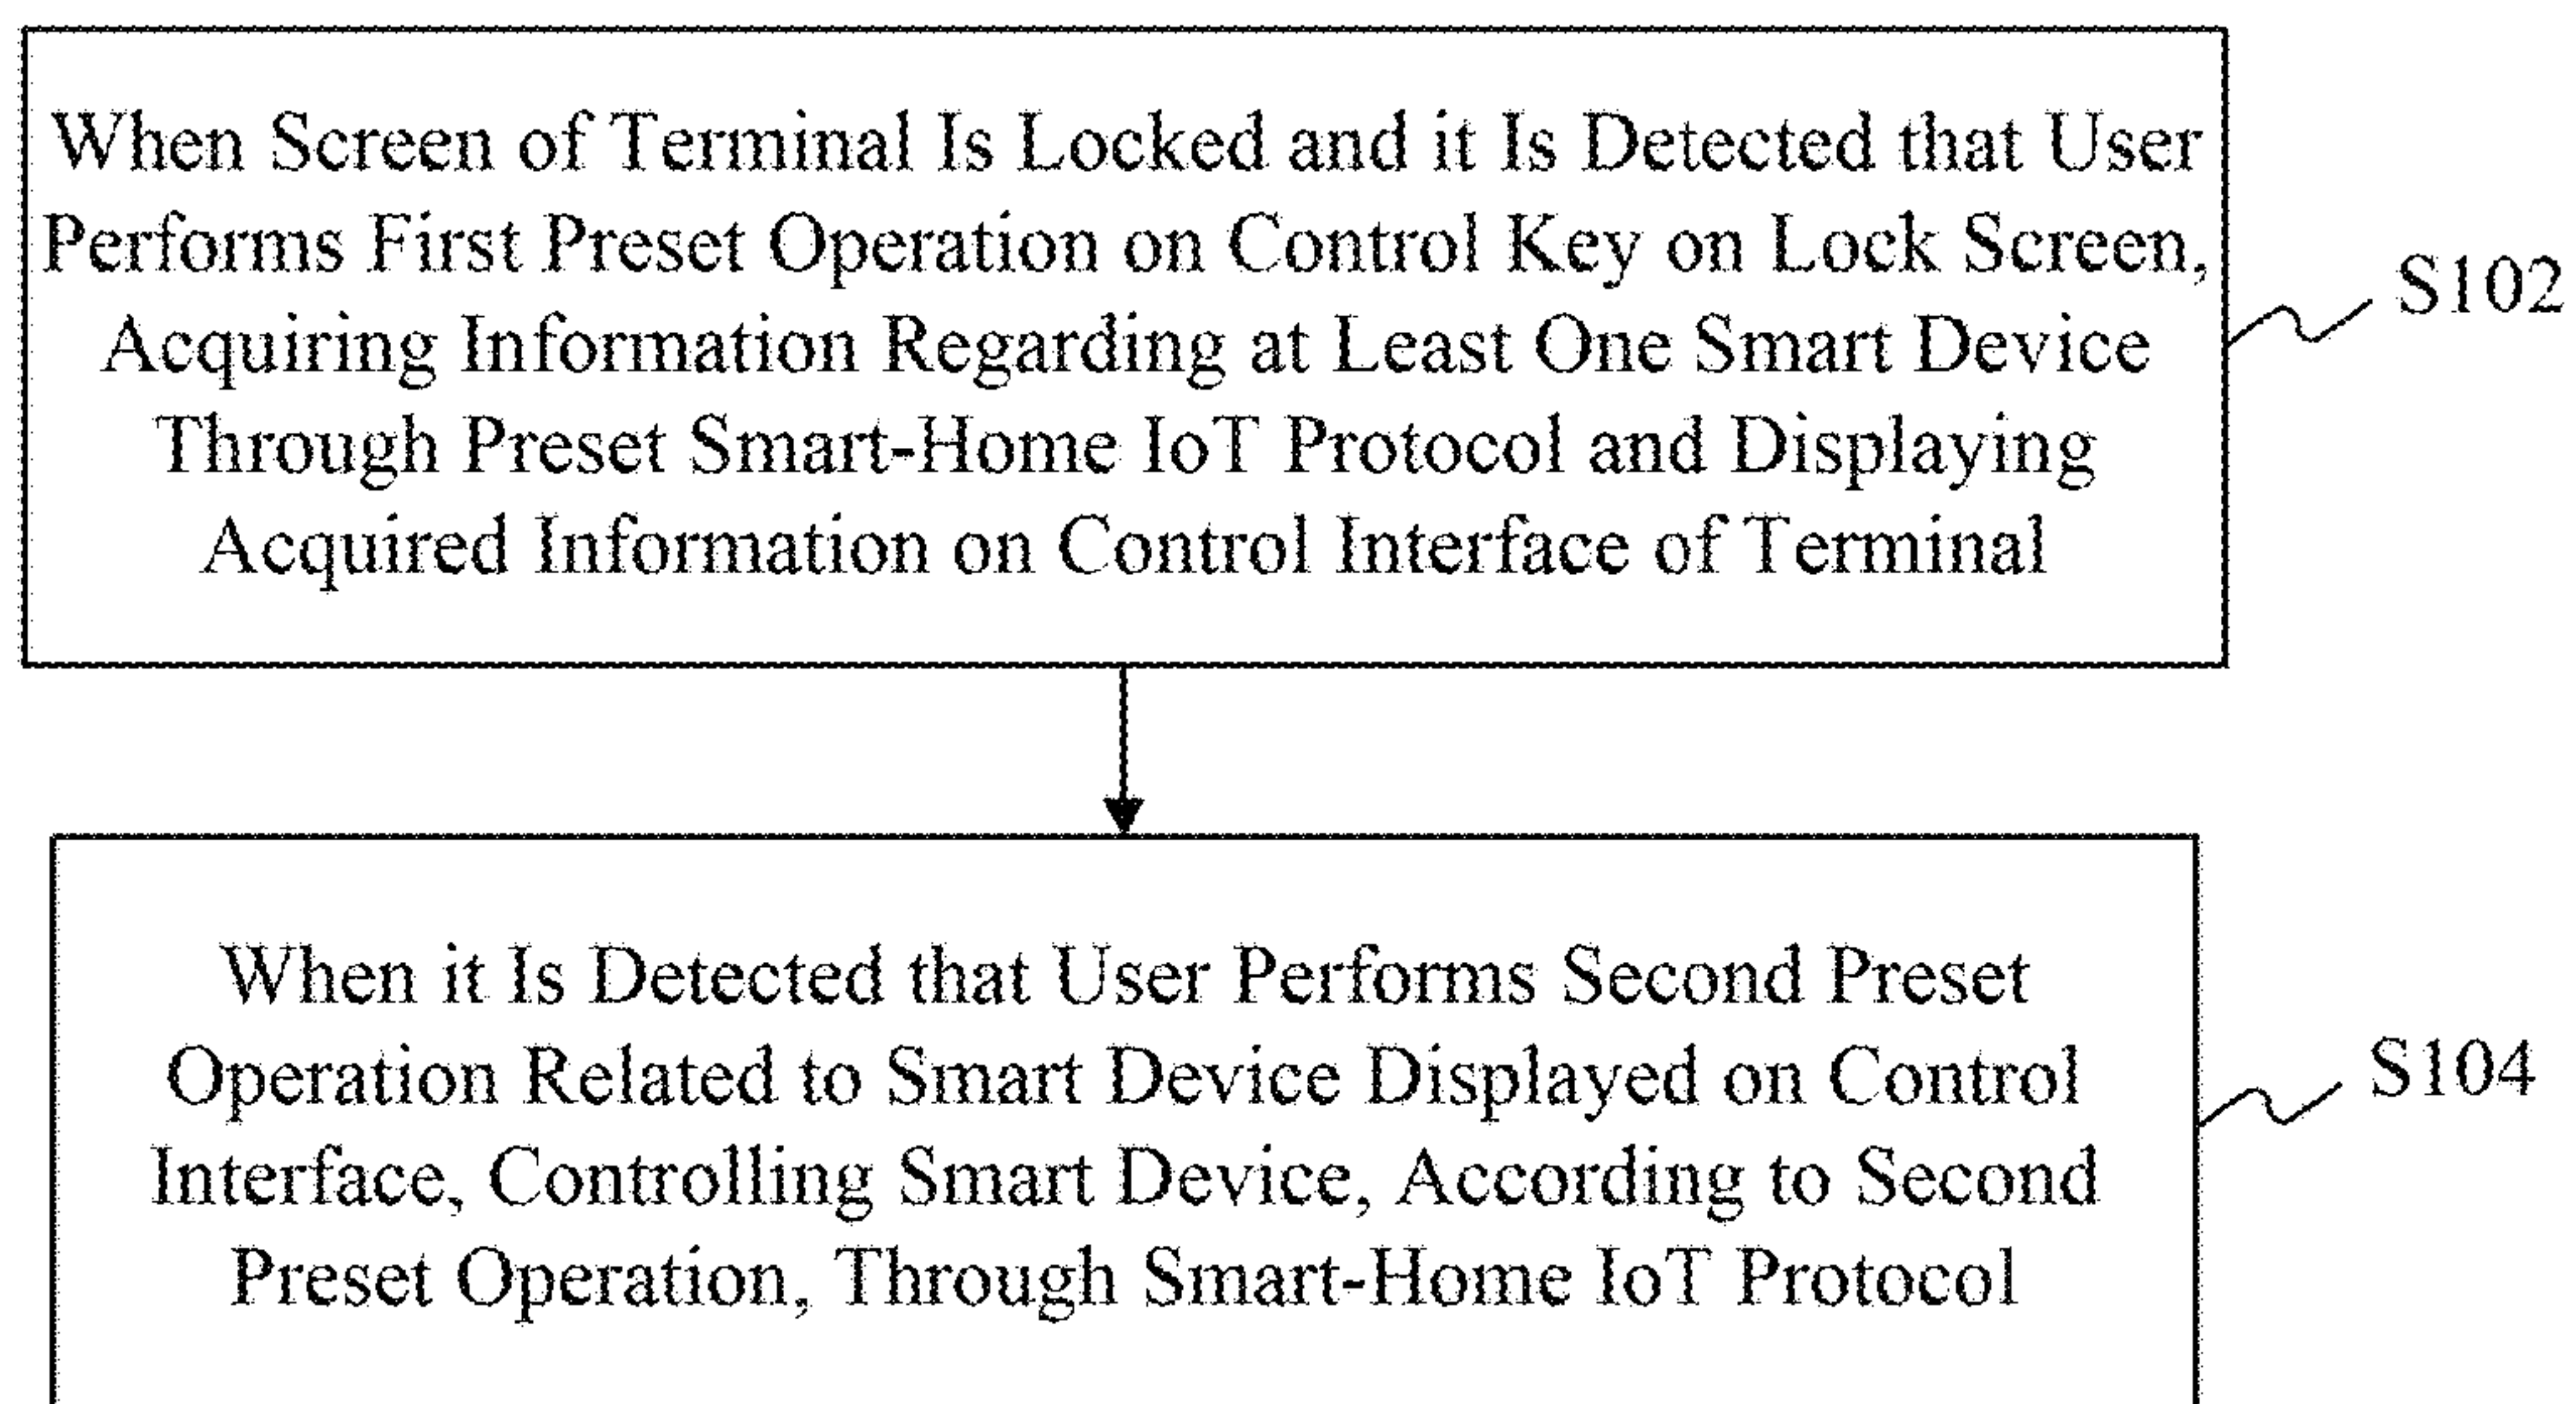 When Screen of Terminal Is Locked and it Is Detected that User
Performs First Preset Operation on Control Key on Lock Screen,
Acquiring Information Regarding at Least One Smart Device
Through Preset Smart-Home IoT Protocol and Displaying
Acquired Information on Control Interface of Terminal
S102
When it Is Detected that User Performs Second Preset
Operation Related to Smart Device Displayed on Control
Interface, Controlling Smart Device, According to Second
Preset Operation, Through Smart-Home IoT Protocol
S104